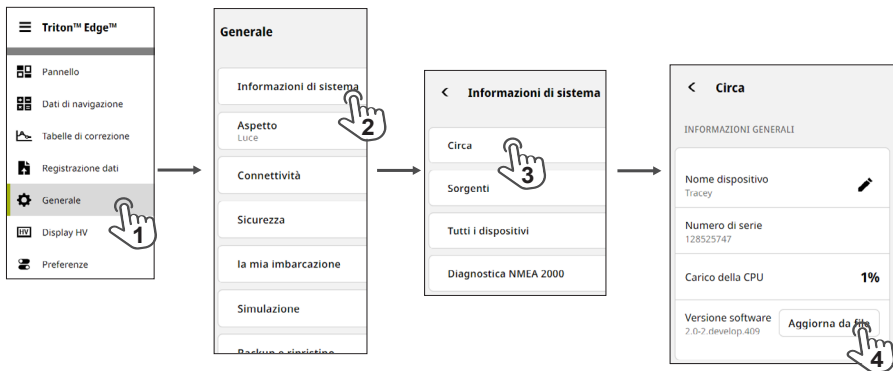 Triton™ Edge™
Pannello
Dati di navigazione
Tabelle di correzione
Registrazione dati
Generale
HV Display HV
Preferenze
1
Generale
Informazioni di sistema
Aspetto
Luce
Connettività
Sicurezza
la mia imbarcazione
Simulazione
Backup e ripristino
2
Informazioni di sistema
Circa
Sorgenti
Tutti i dispositivi
Diagnostica NMEA 2000
3
Circa
INFORMAZIONI GENERALI
Nome dispositivo
Tracey
Numero di serie
128525747
Carico della CPU 1%
Versione software
2.0-2.develop.409
Aggiorna da file
4